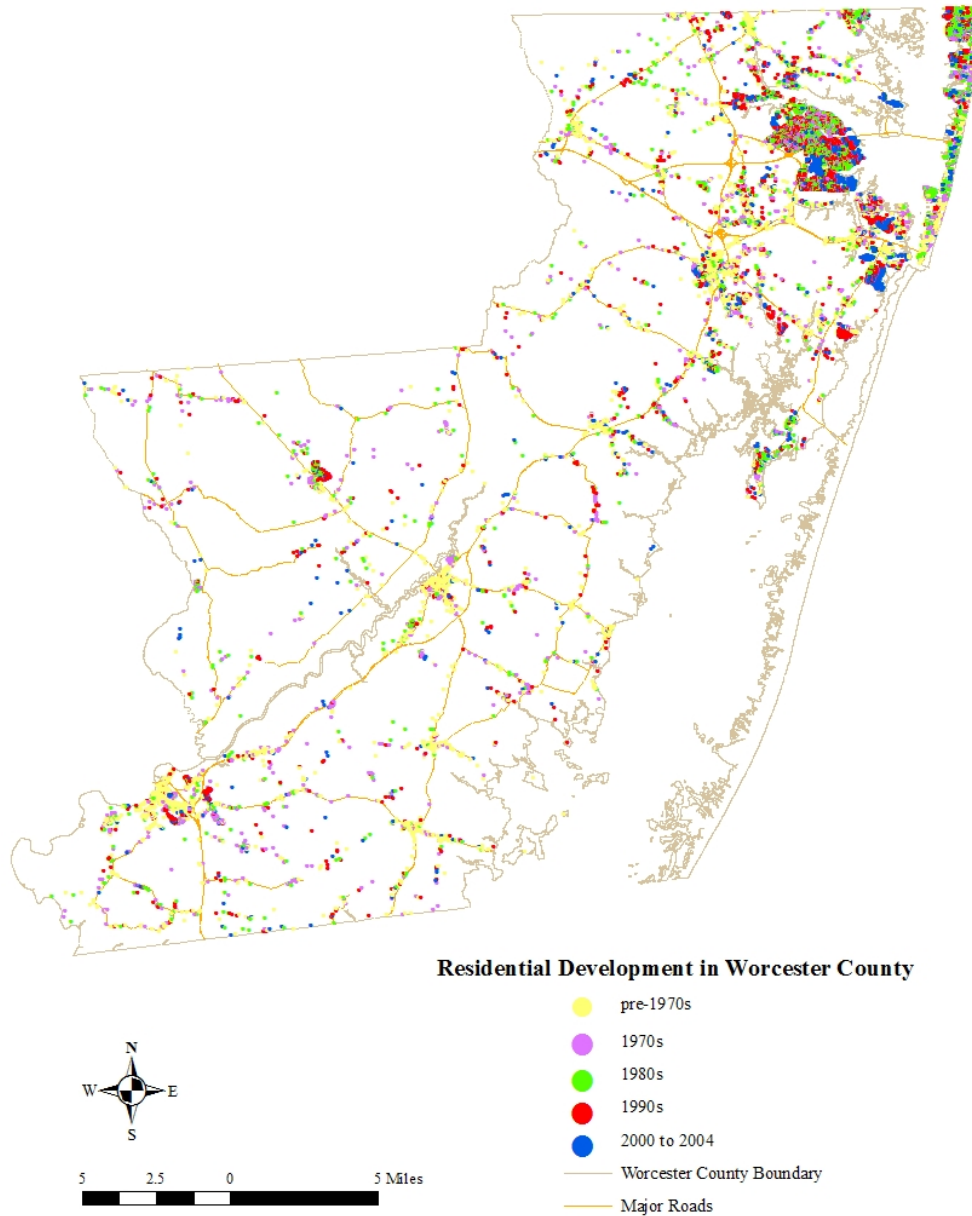 Residential Development in Worcester County
pre-1970s
1970s
1980s
1990s
2000 to 2004
Worcester County Boundary
Major Roads
N
W E
S
5 2.5 0 5 Miles